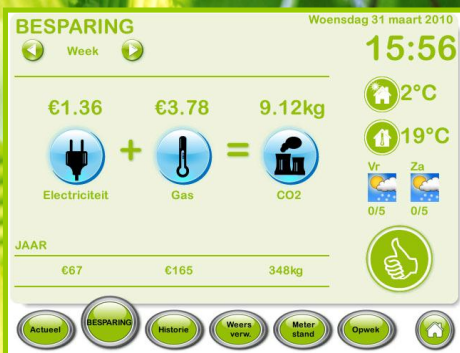 BESPARING
Woensdag 31 maart 2010
Week
15:56
2°C
€1.36
€3.78
9.12kg
+
=
19°C
Electriciteit
Gas
CO2
Vr
Za
0/5
0/5
JAAR
€67
€165
348kg
Actueel
BESPARING
Historie
Weers
verw.
Meter
stand
Opwek